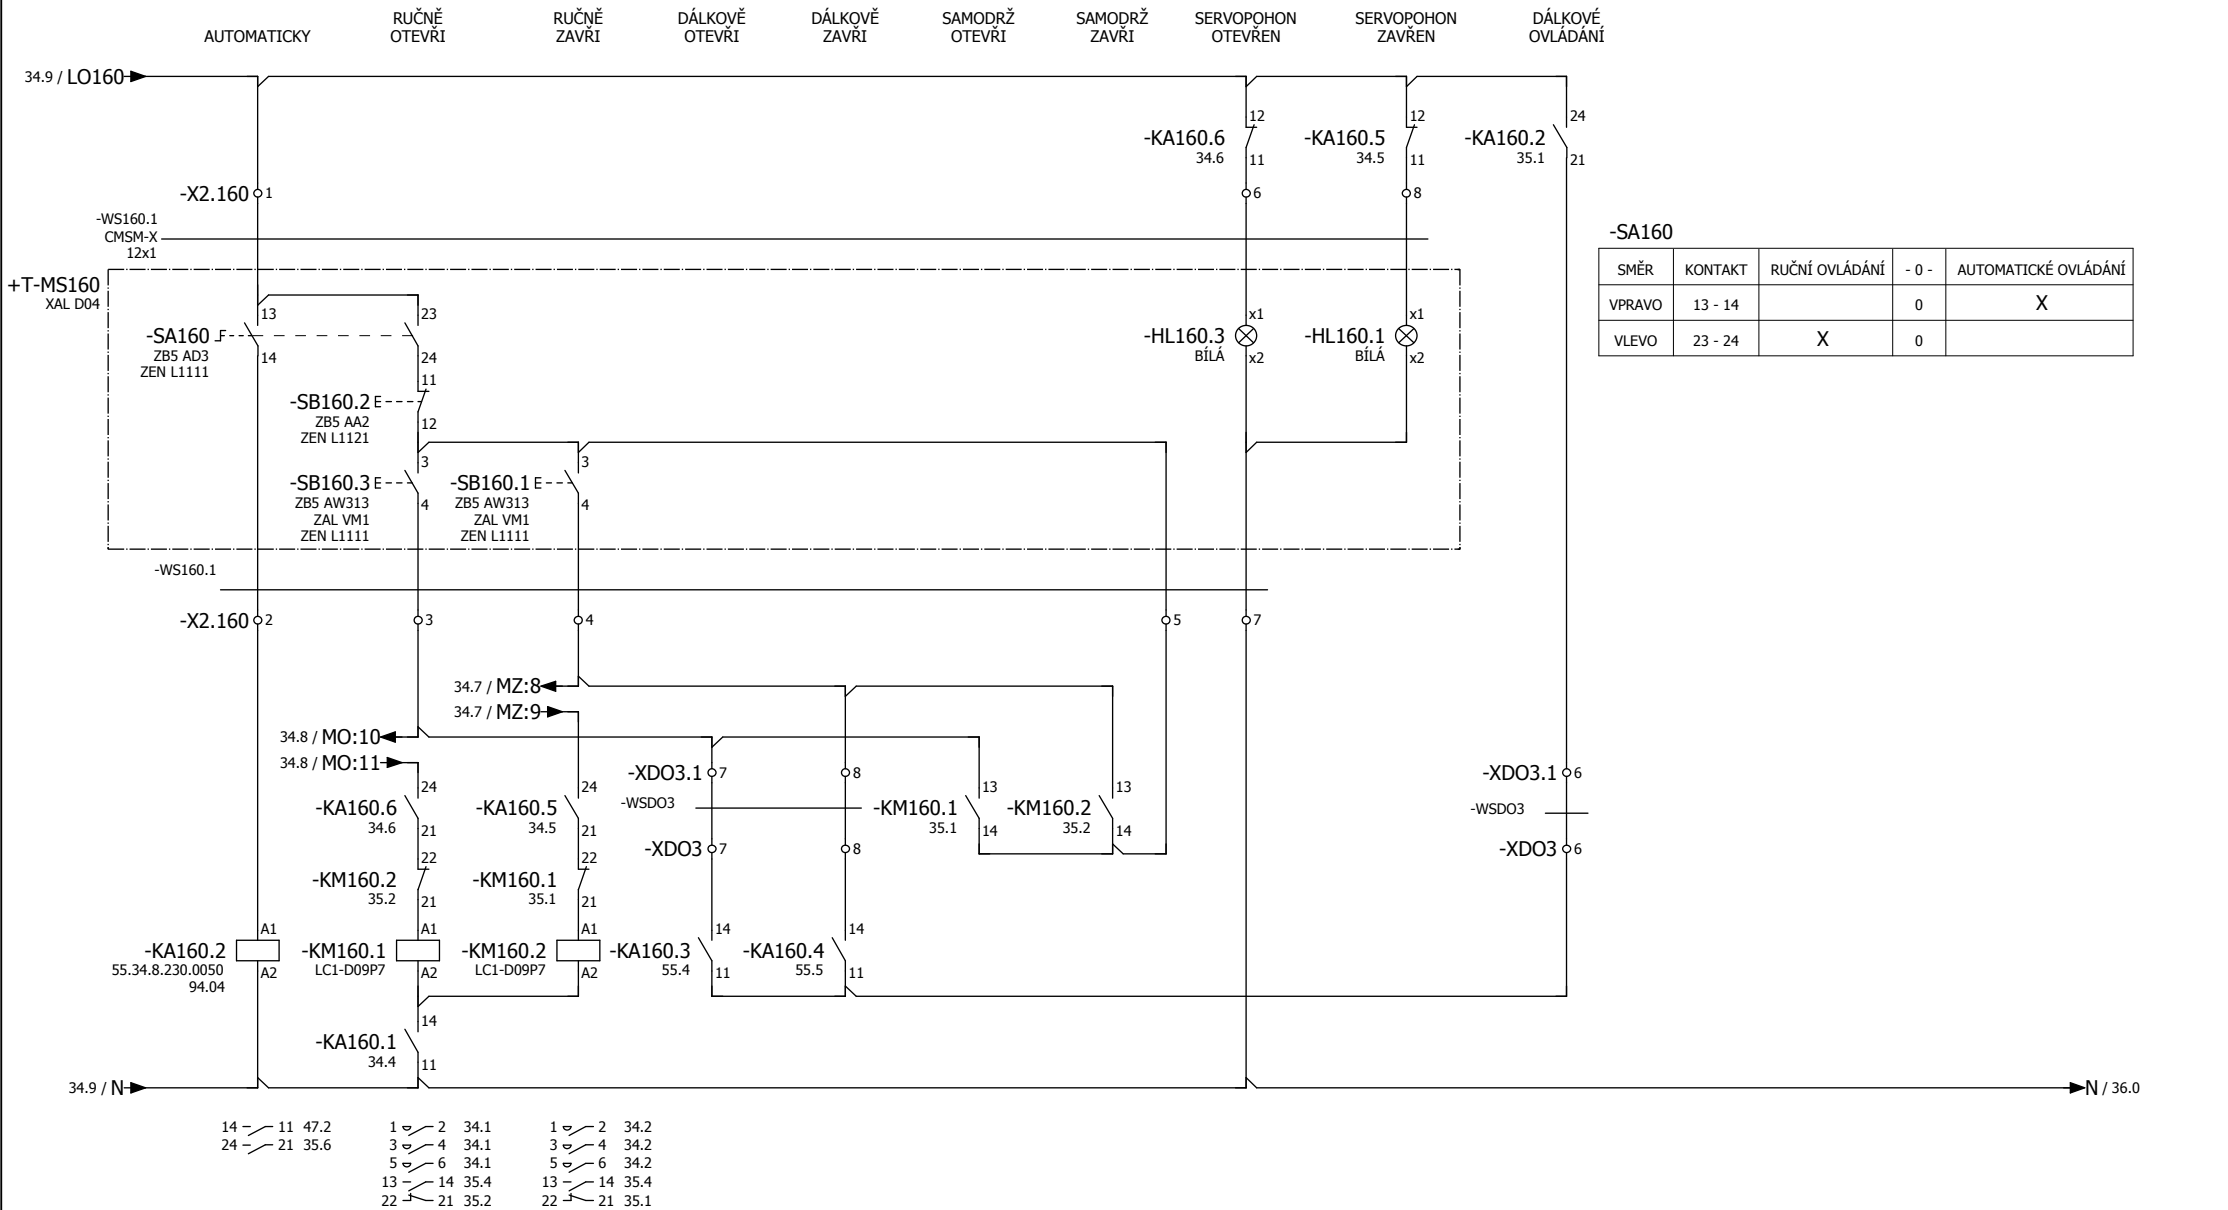 AUTOMATICKY
RUČNĚ
OTEVŘI
RUČNĚ
ZAVŘI
DÁLKOVĚ
OTEVŘI
DÁLKOVĚ
ZAVŘI
SAMODRŽ
OTEVŘI
SAMODRŽ
ZAVŘI
SERVOPOHON
OTEVŘEN
SERVOPOHON
ZAVŘEN
DÁLKOVÉ
OVLÁDÁNÍ
34.9 / LO160
12
-KA160.6
34.6
11
12
-KA160.5
34.5
11
24
-KA160.2
35.1
21
-X2.160
1
6
8
-WS160.1
CMSM-X
12x1
+T-MS160
XAL D04
13
-SA160
ZB5 AD3
ZEN L1111
14
23
24
11
-SB160.2
ZB5 AA2
ZEN L1121
12
3
-SB160.3
ZB5 AW313
ZAL VM1
ZEN L1111
4
3
-SB160.1
ZB5 AW313
ZAL VM1
ZEN L1111
4
x1
-HL160.3
BÍLÁ
x2
x1
-HL160.1
BÍLÁ
x2
-SA160
SMĚR KONTAKT RUČNÍ OVLÁDÁNÍ - 0 - AUTOMATICKÉ OVLÁDÁNÍ
VPRAVO 13 - 14 0 X
VLEVO 23 - 24 X 0
-WS160.1
-X2.160
2
3
4
5
7
34.7 / MZ:8
34.7 / MZ:9
34.8 / MO:10
34.8 / MO:11
24
-KA160.6
34.6
21
24
-KA160.5
34.5
21
-XDO3.1
7
8
-WSDO3
-XDO3
7
8
13
-KM160.1
35.1
14
13
-KM160.2
35.2
14
-XDO3.1
6
-WSDO3
-XDO3
6
22
-KM160.2
35.2
21
22
-KM160.1
35.1
21
A1
-KA160.2
55.34.8.230.0050
94.04
A2
A1
-KM160.1
LC1-D09P7
A2
A1
-KM160.2
LC1-D09P7
A2
14
-KA160.3
55.4
11
14
-KA160.4
55.5
11
14
-KA160.1
34.4
11
34.9 / N
N / 36.0
14 11 47.2
24 21 35.6
1 2 34.1
3 4 34.1
5 6 34.1
13 14 35.4
22 21 35.2
1 2 34.2
3 4 34.2
5 6 34.2
13 14 35.4
22 21 35.1